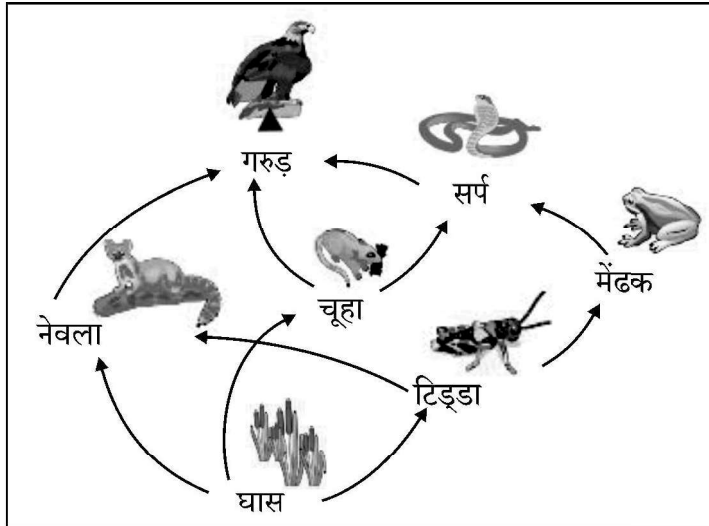 गरुड़
सर्प
मेंढक
चूहा
नेवला
टिड्डा
घास